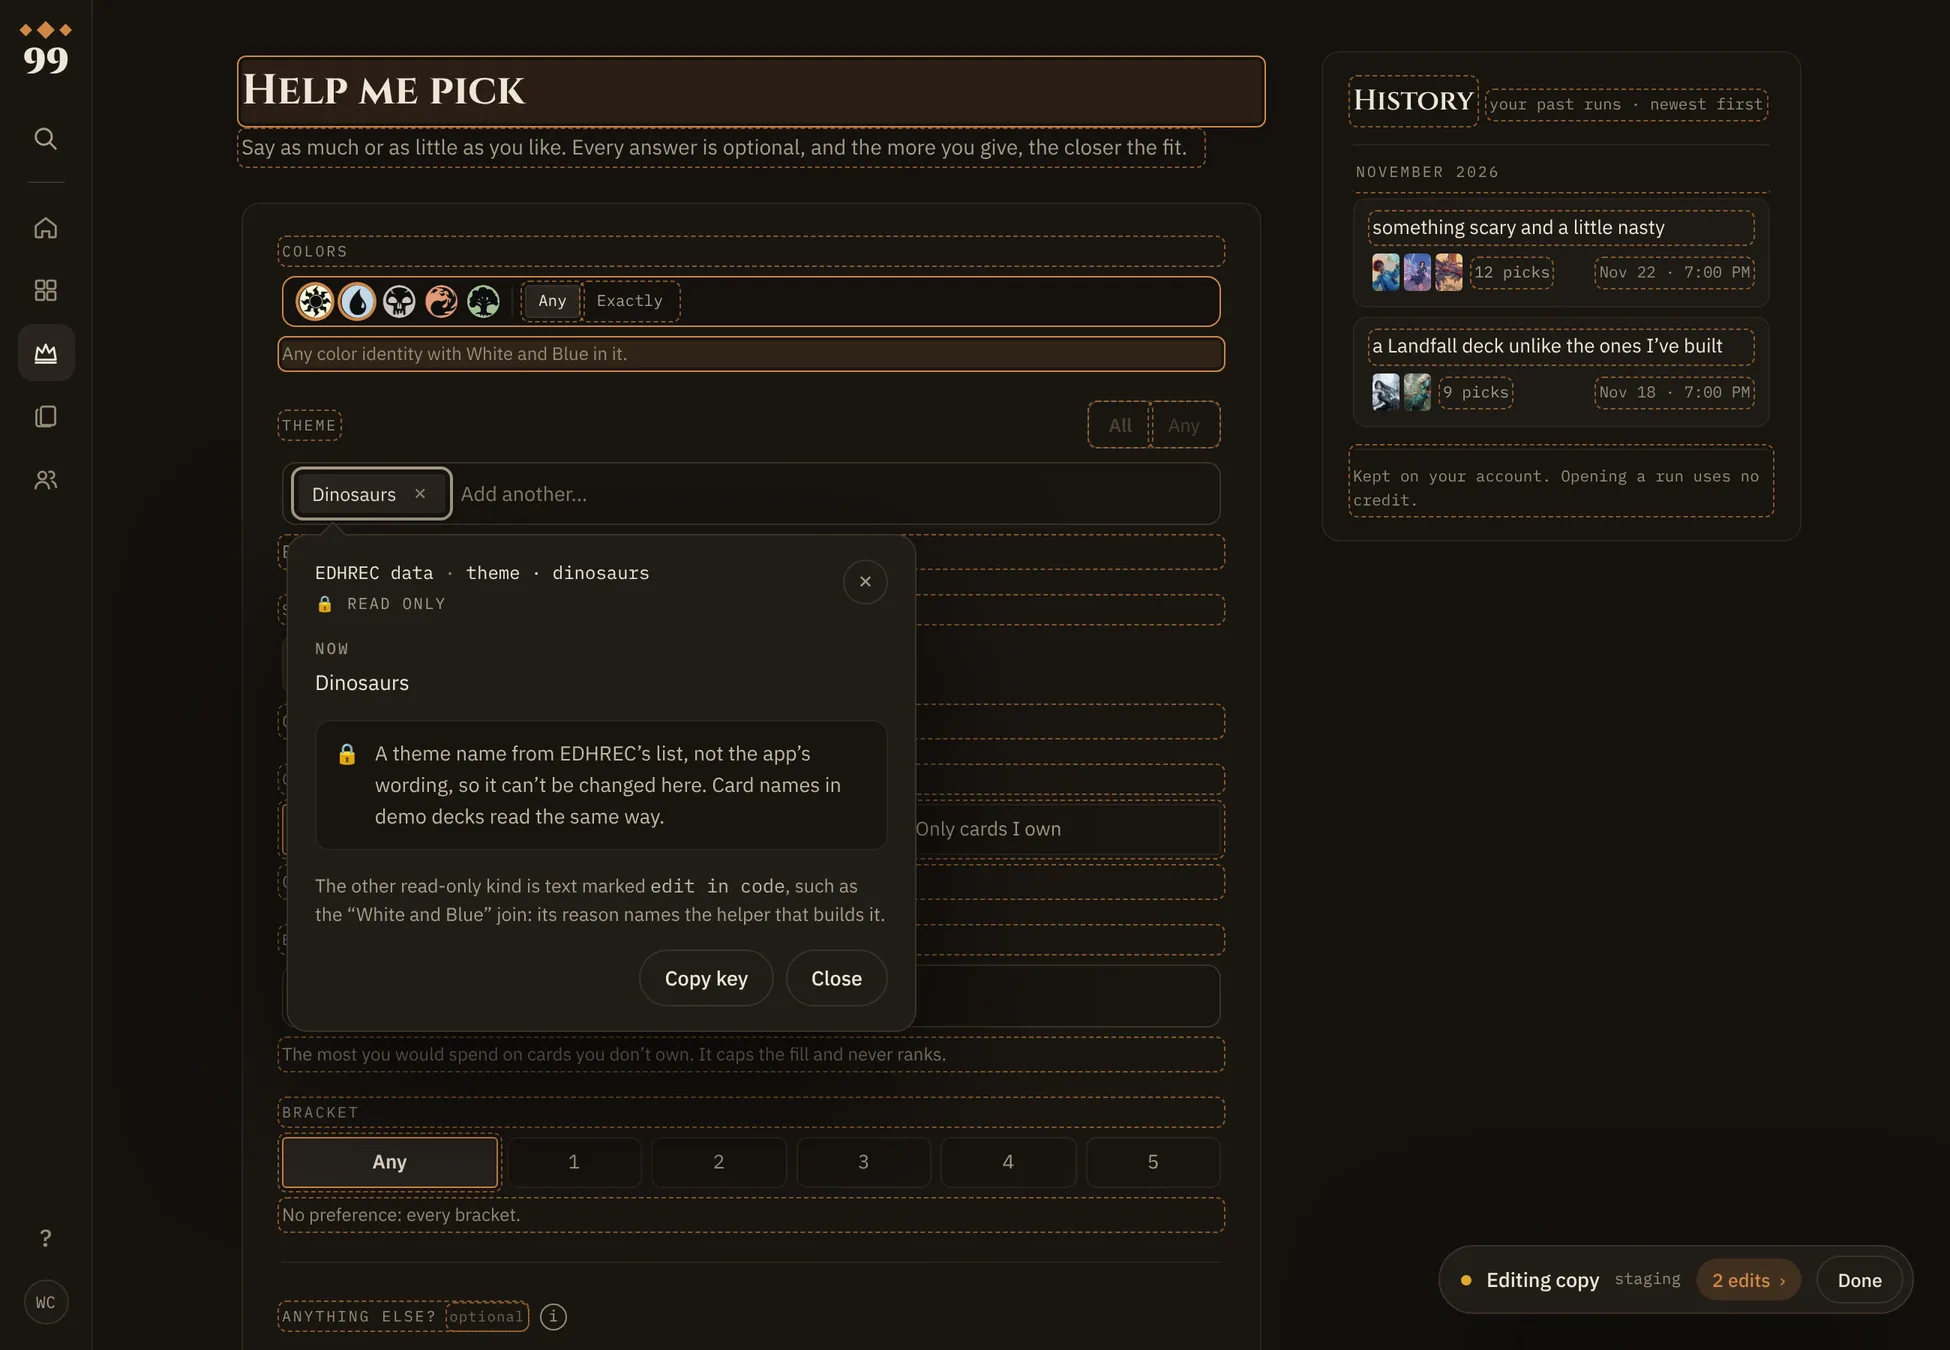 99
Help me pick
Say as much or as little as you like. Every answer is optional, and the more you give, the closer the fit.
COLORS
Any Exactly
Any color identity with White and Blue in it.
THEME
All Any
Dinosaurs × Add another...
EDHREC data · theme · dinosaurs
READ ONLY
NOW
Dinosaurs
A theme name from EDHREC’s list, not the app’s
wording, so it can’t be changed here. Card names in
demo decks read the same way.
The other read-only kind is text marked edit in code, such as
the “White and Blue” join: its reason names the helper that builds it.
Copy key Close
Only cards I own
The most you would spend on cards you don’t own. It caps the fill and never ranks.
BRACKET
Any 1 2 3 4 5
No preference: every bracket.
ANYTHING ELSE? optional i
History your past runs · newest first
NOVEMBER 2026
something scary and a little nasty
12 picks Nov 22 · 7:00 PM
a Landfall deck unlike the ones I’ve built
9 picks Nov 18 · 7:00 PM
Kept on your account. Opening a run uses no
credit.
?
WC
Editing copy staging 2 edits › Done